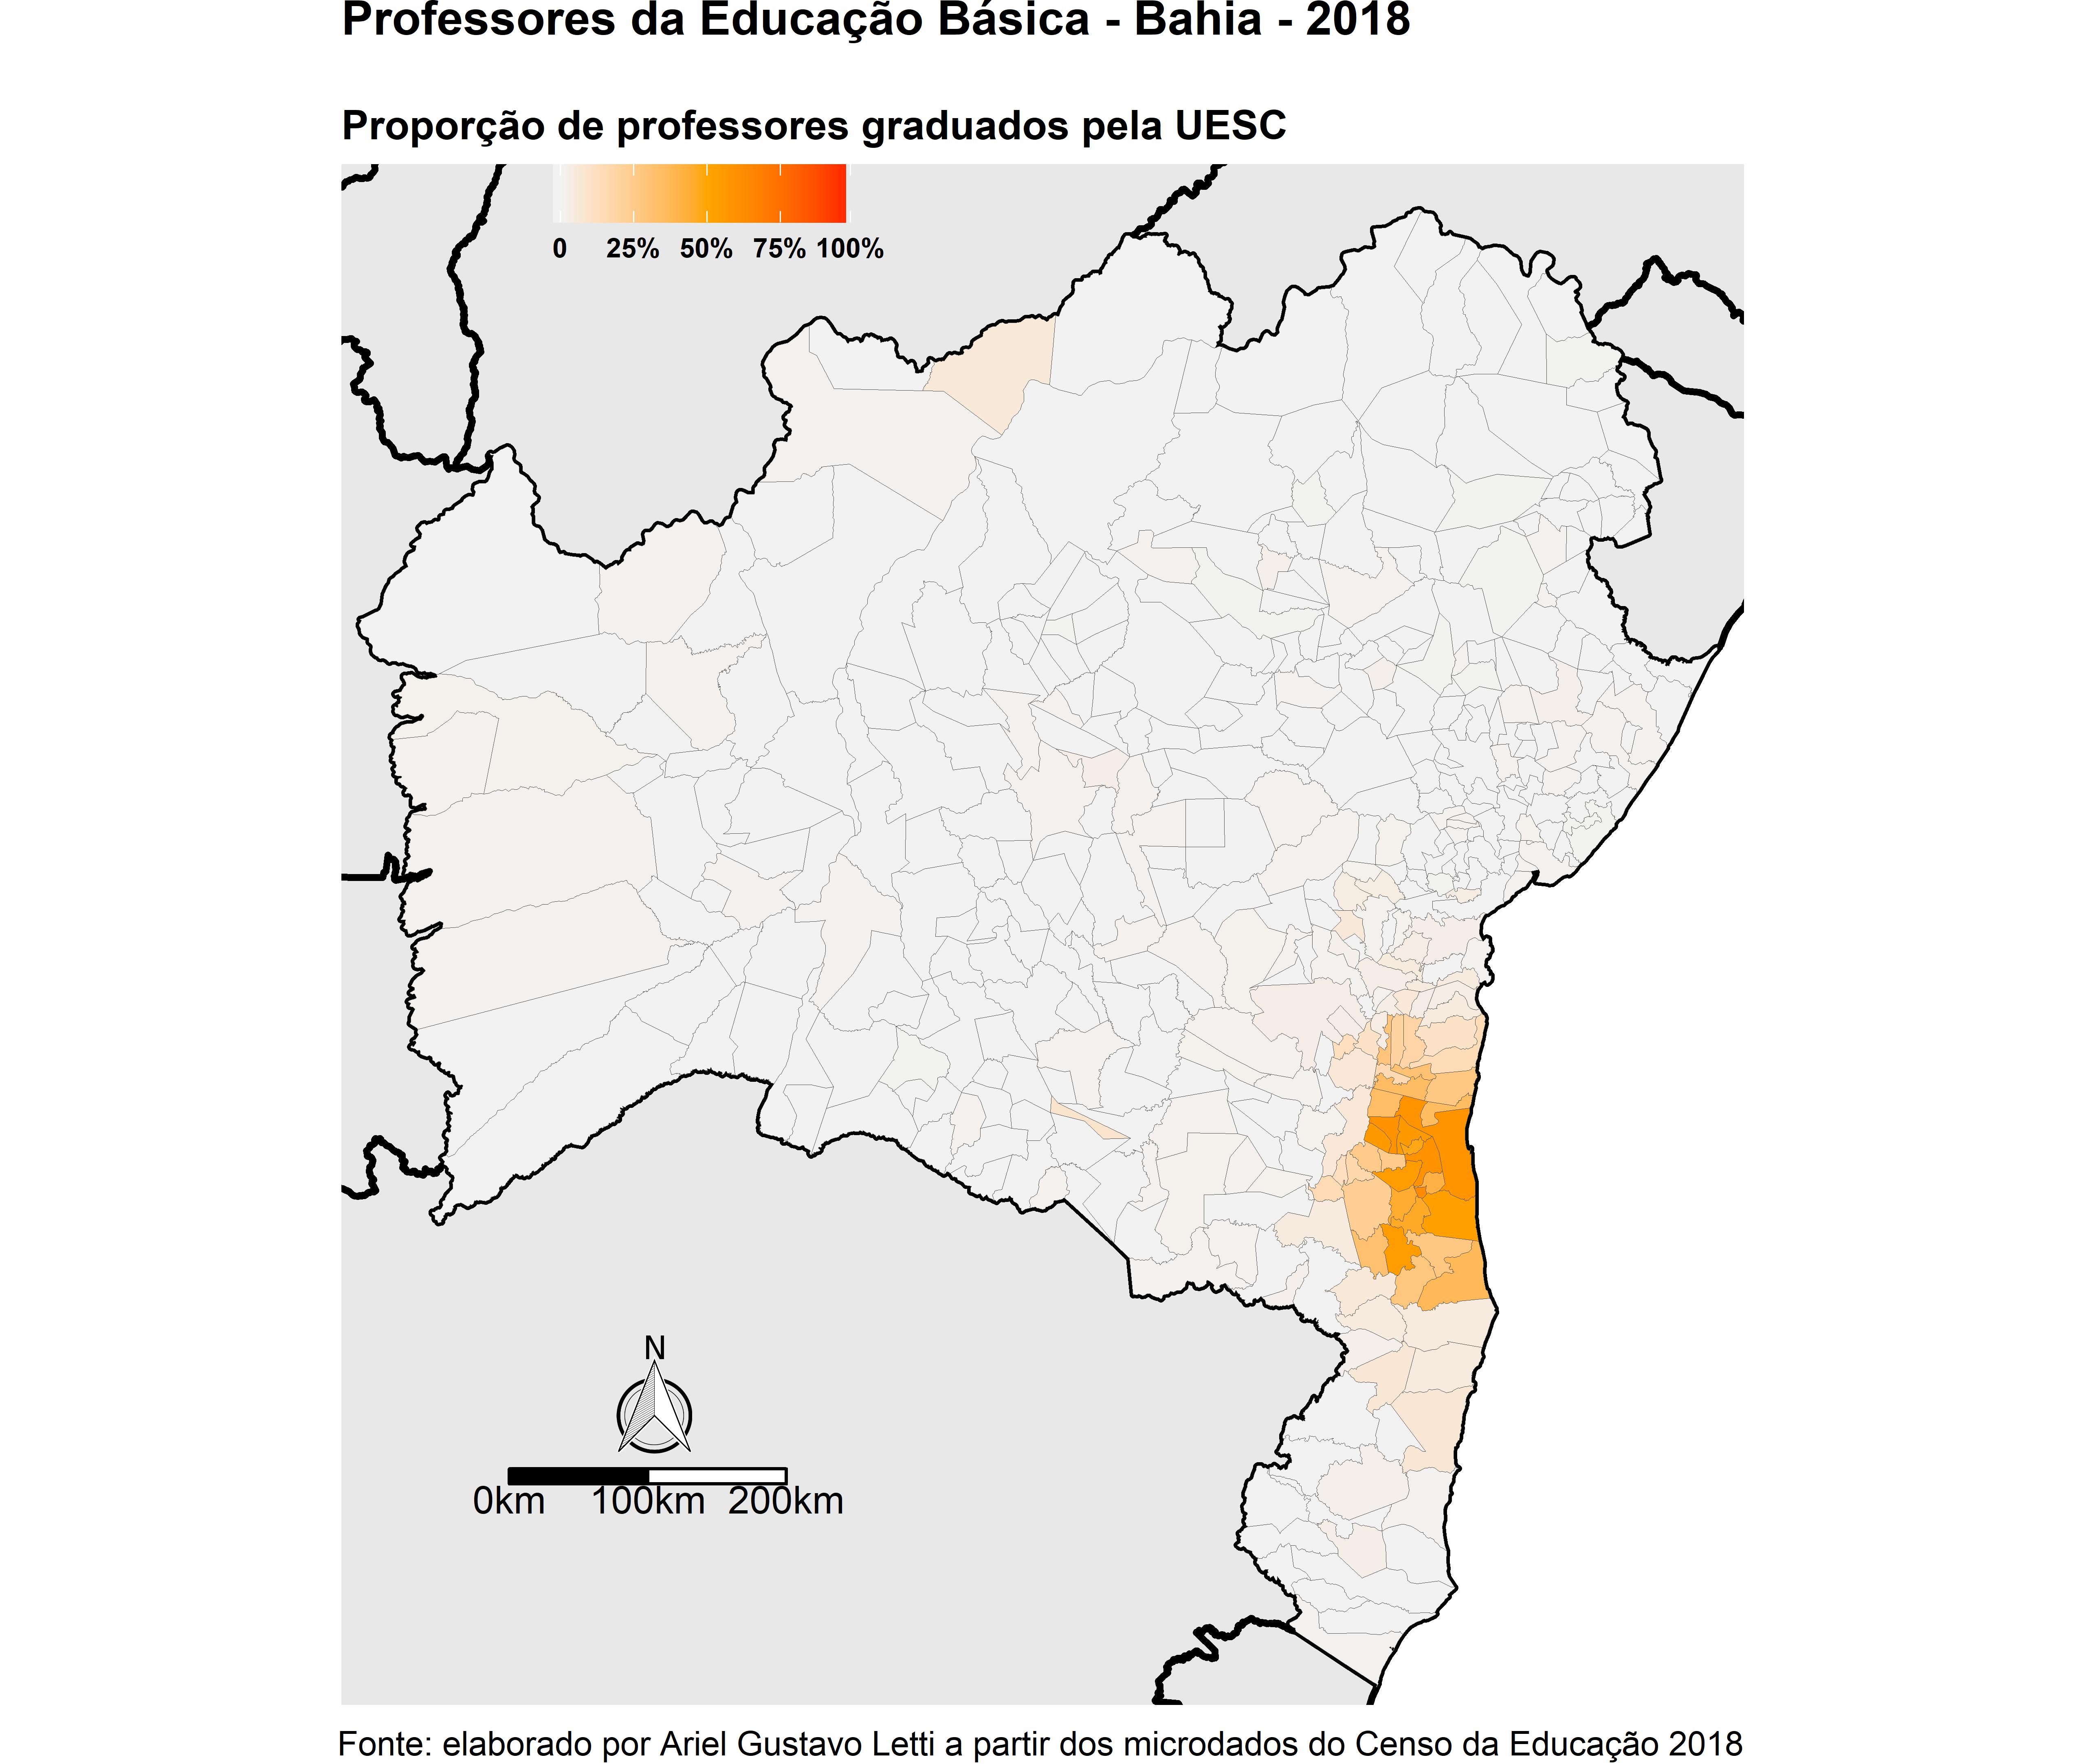 Professores da Educação Básica - Bahia - 2018
Proporção de professores graduados pela UESC
0 25% 50% 75% 100%
N
0km 100km 200km
Fonte: elaborado por Ariel Gustavo Letti a partir dos microdados do Censo da Educação 2018